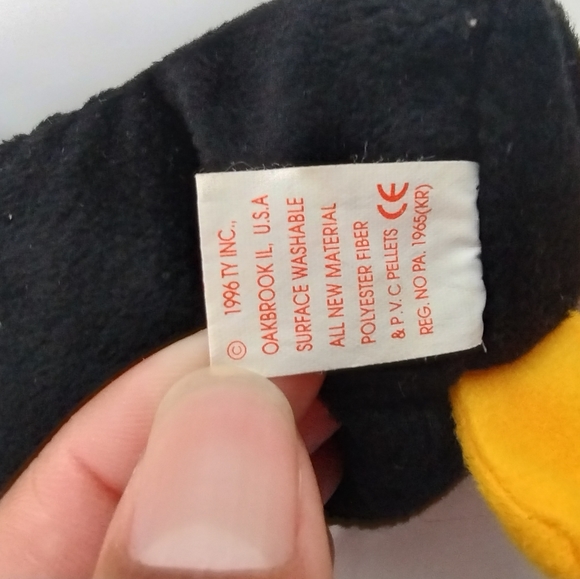 © 1996 TY INC.,
OAKBROOK IL, U.S.A
SURFACE WASHABLE
ALL NEW MATERIAL
POLYESTER FIBER
& P.V.C PELLETS CE
REG. NO PA. 1965(KR)